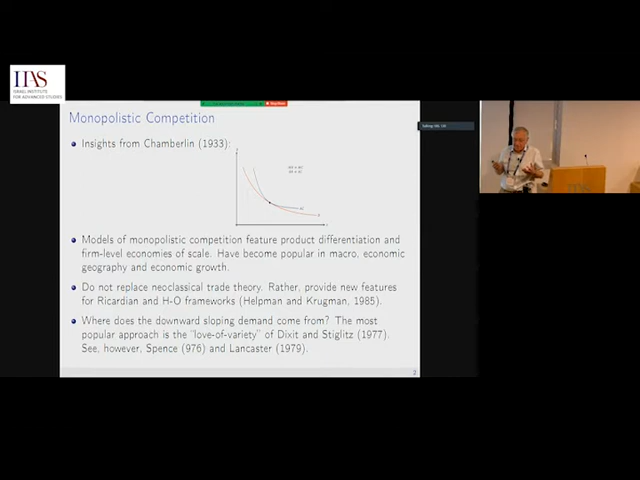 IIAS
ISRAEL INSTITUTE
FOR ADVANCED STUDIES
Monopolistic Competition
Insights from Chamberlin (1933):
Models of monopolistic competition feature product differentiation and
firm-level economies of scale. Have become popular in macro, economic
geography and economic growth.
Do not replace neoclassical trade theory. Rather, provide new features
for Ricardian and H-O frameworks (Helpman and Krugman, 1985).
Where does the downward sloping demand come from? The most
popular approach is the "love-of-variety" of Dixit and Stiglitz (1977).
See, however, Spence (976) and Lancaster (1979).
2